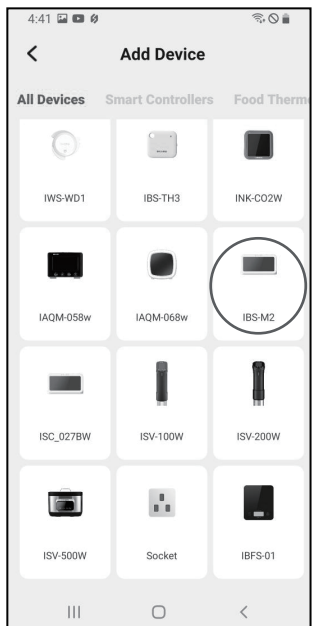 4:41
Add Device
All Devices Smart Controllers Food Therm
IWS-WD1 IBS-TH3 INK-CO2W
IAQM-058w IAQM-068w IBS-M2
ISC_027BW ISV-100W ISV-200W
ISV-500W Socket IBFS-01